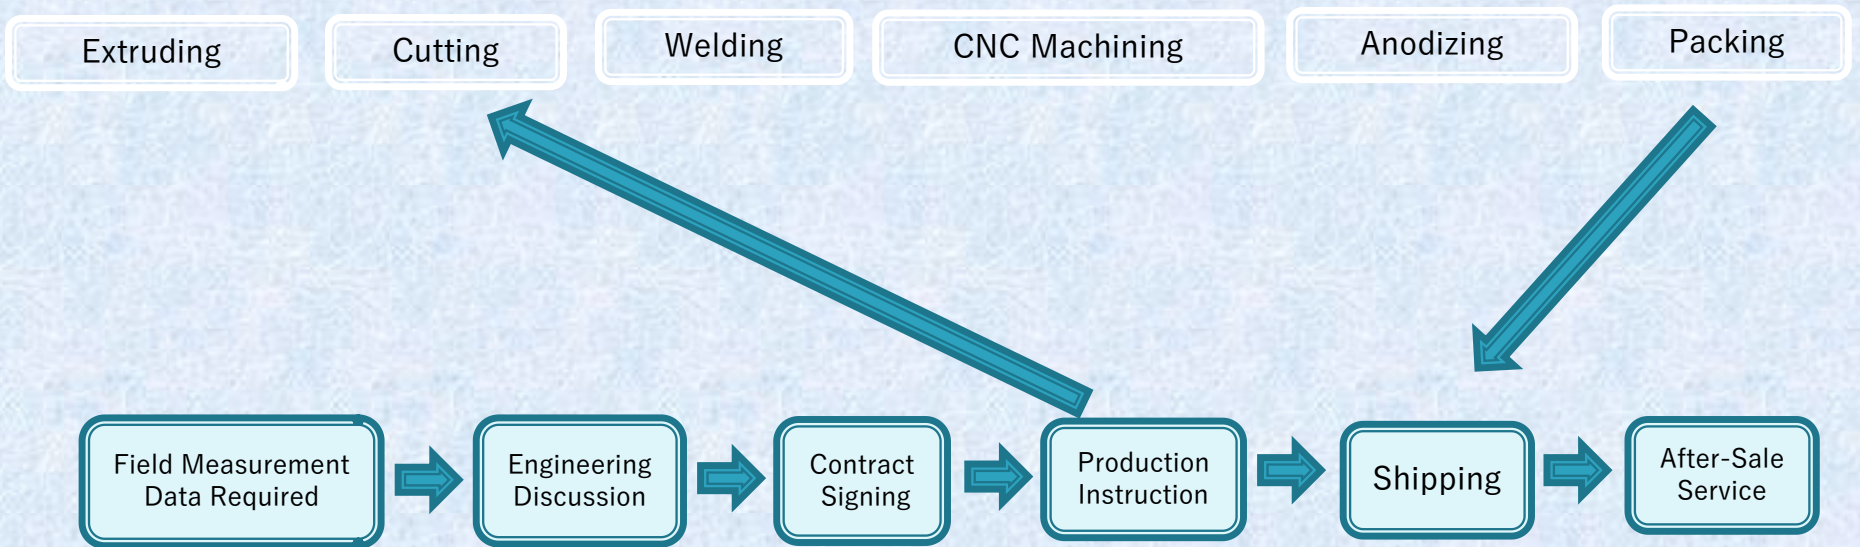 Extruding
Cutting
Welding
CNC Machining
Anodizing
Packing
Field Measurement
Data Required
Engineering
Discussion
Contract
Signing
Production
Instruction
Shipping
After-Sale
Service